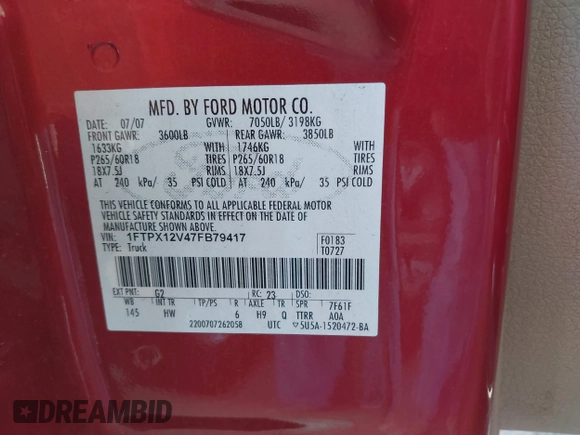 MFD. BY FORD MOTOR CO.
DATE: 07/07 GVWR: 7050LB/ 3198KG
FRONT GAWR: 3600LB REAR GAWR: 3850LB
1633KG WITH 1746KG WITH
P265/60R18 TIRES P265/60R18 TIRES
18X7.5J RIMS 18X7.5J RIMS
AT 240 kPa/ 35 PSI COLD AT 240 kPa/ 35 PSI COLD
THIS VEHICLE CONFORMS TO ALL APPLICABLE FEDERAL MOTOR
VEHICLE SAFETY STANDARDS IN EFFECT ON THE DATE OF
MANUFACTURE SHOWN ABOVE.
VIN: 1FTPX12V47FB79417 F0183
TYPE: Truck T0727
EXT PNT: G2 RC: 23 DSO:
WB INT TR TP/PS R AXLE TR SPR 7F61F
145 HW 6 H9 Q TTRR A0A
2200707262058 UTC 5U5A-1520472-BA
DREAMBID